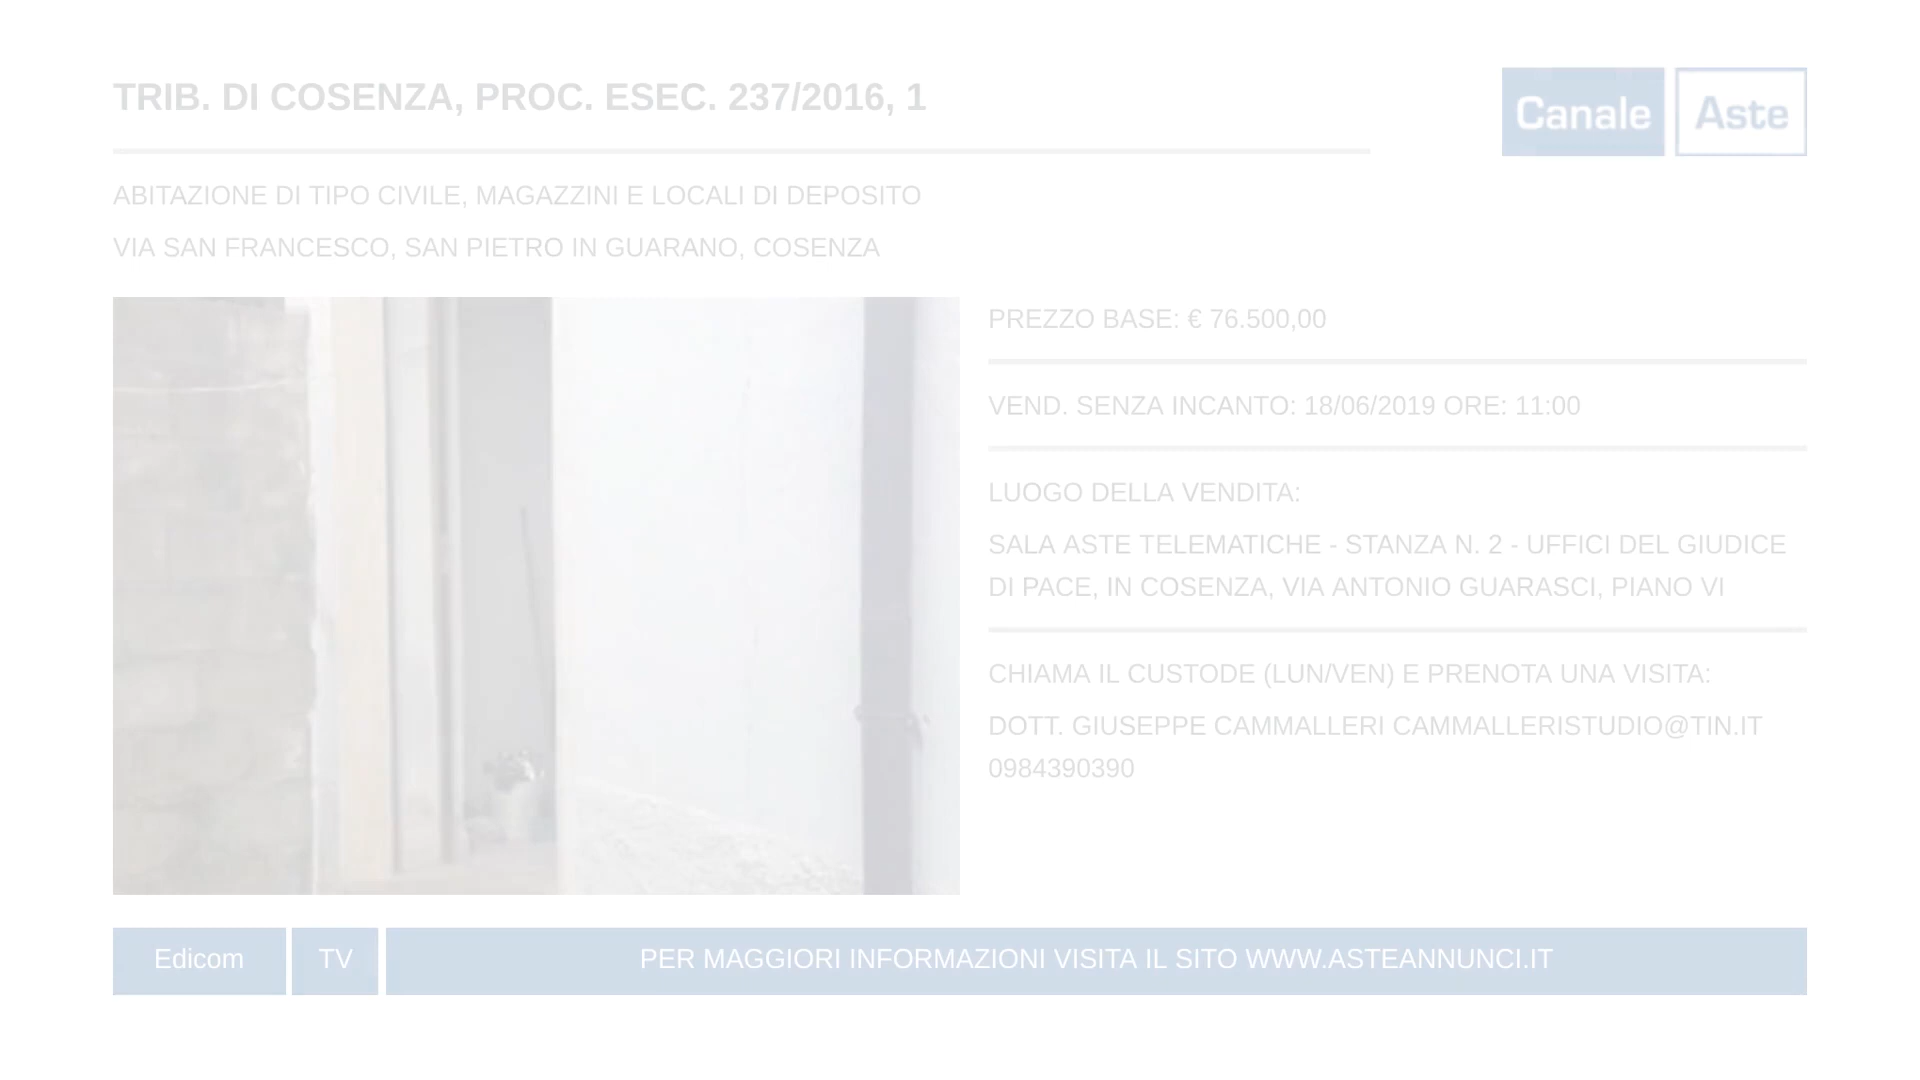 TRIB. DI COSENZA, PROC. ESEC. 237/2016, 1
Canale Aste
ABITAZIONE DI TIPO CIVILE, MAGAZZINI E LOCALI DI DEPOSITO
VIA SAN FRANCESCO, SAN PIETRO IN GUARANO, COSENZA
PREZZO BASE: € 76.500,00
VEND. SENZA INCANTO: 18/06/2019 ORE: 11:00
LUOGO DELLA VENDITA:
SALA ASTE TELEMATICHE - STANZA N. 2 - UFFICI DEL GIUDICE
DI PACE, IN COSENZA, VIA ANTONIO GUARASCI, PIANO VI
CHIAMA IL CUSTODE (LUN/VEN) E PRENOTA UNA VISITA:
DOTT. GIUSEPPE CAMMALLERI CAMMALLERISTUDIO@TIN.IT
0984390390
Edicom TV PER MAGGIORI INFORMAZIONI VISITA IL SITO WWW.ASTEANNUNCI.IT